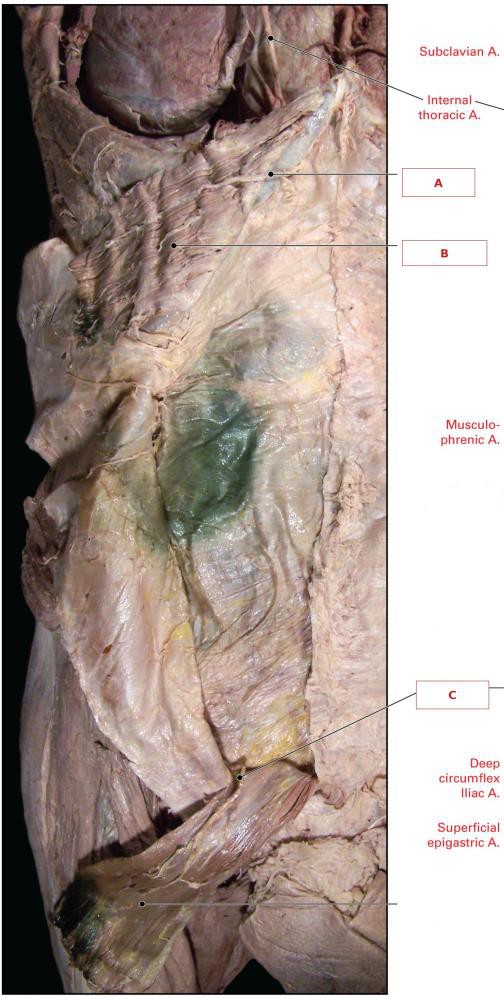 Subclavian A.
Internal
thoracic A.
A
B
Musculo-
phrenic A.
C
Deep
circumflex
Iliac A.
Superficial
epigastric A.